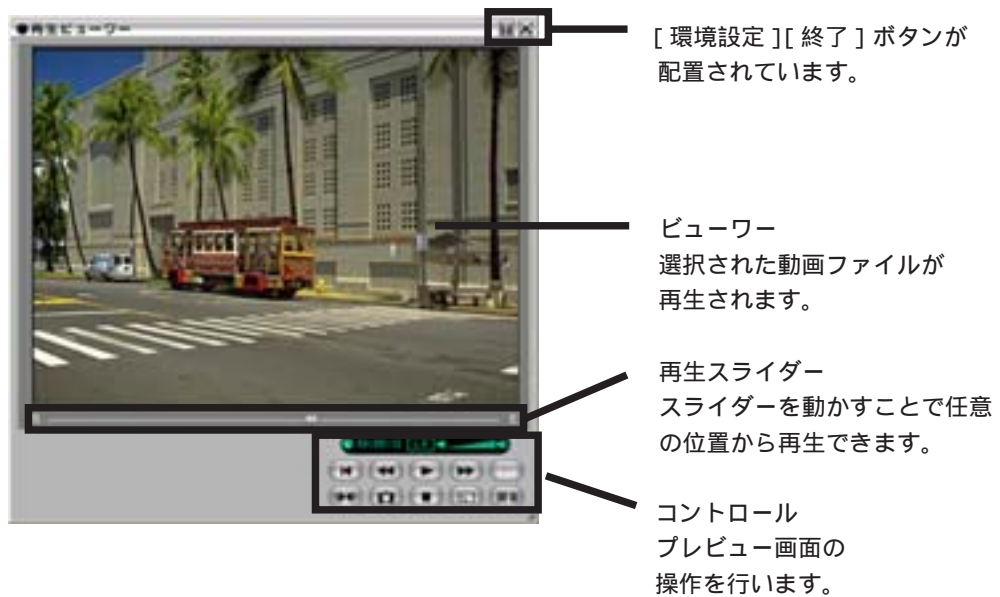 ●再生ビューワー
[ 環境設定 ][ 終了 ] ボタンが
配置されています。
ビューワー
選択された動画ファイルが
再生されます。
再生スライダー
スライダーを動かすことで任意
の位置から再生できます。
コントロール
プレビュー画面の
操作を行います。